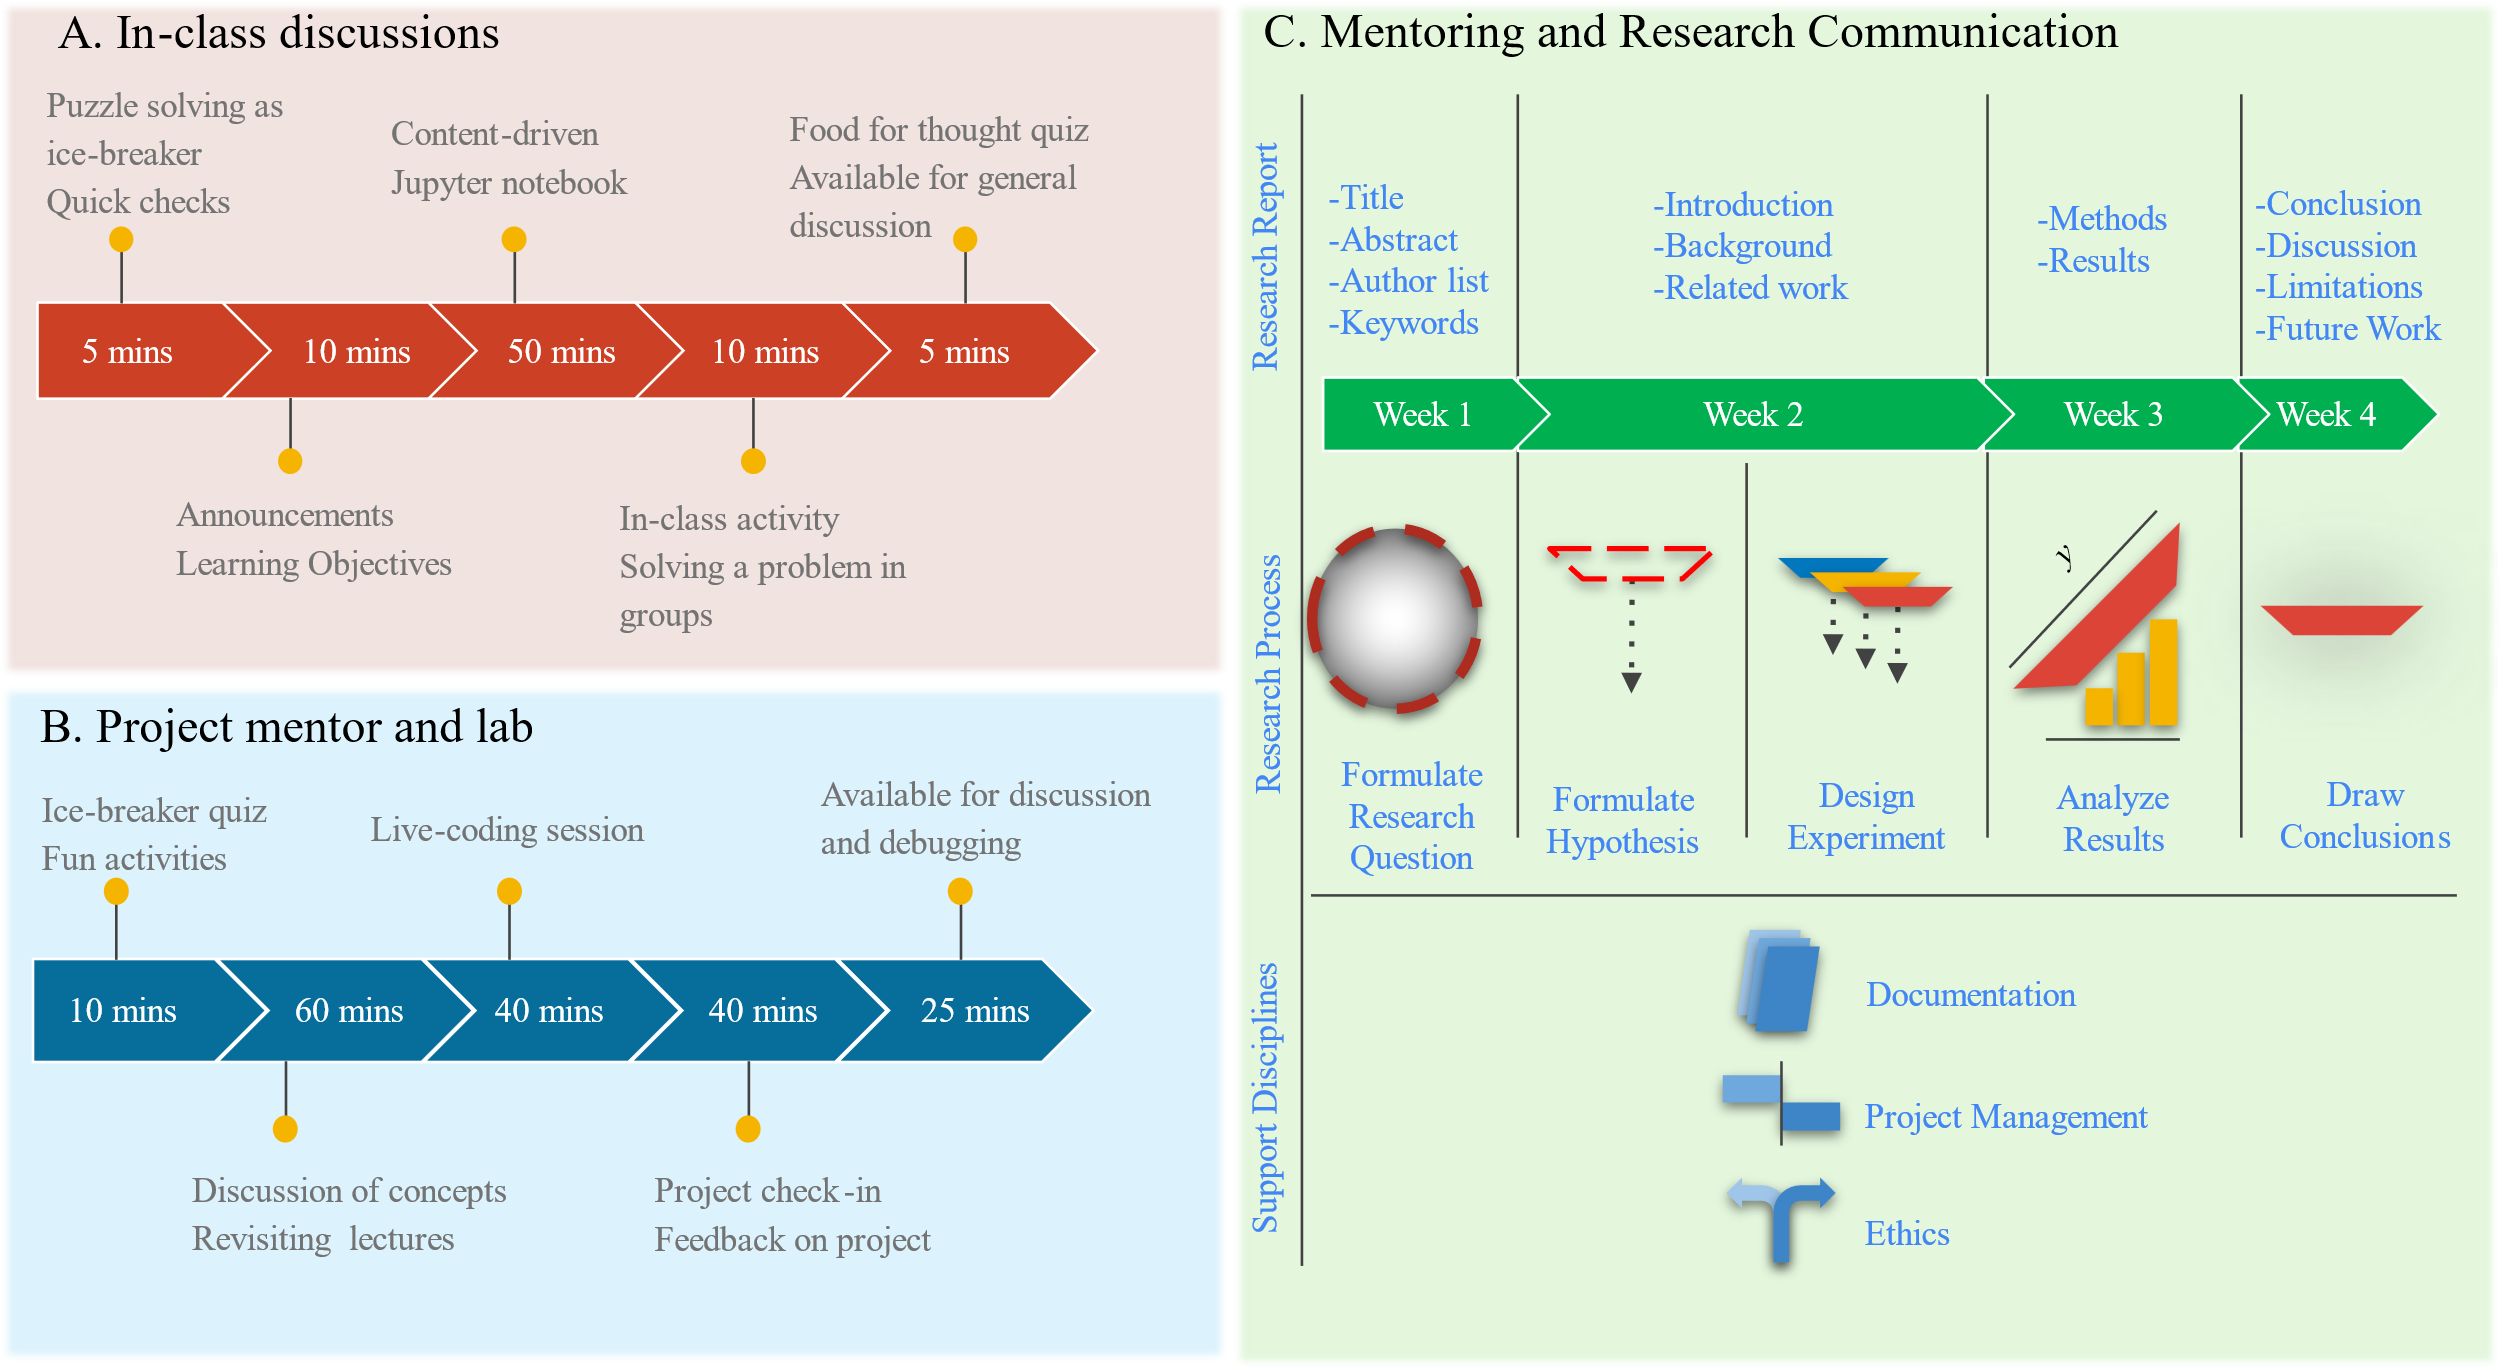 A. In-class discussions
Puzzle solving as
ice-breaker
Quick checks
Content-driven
Jupyter notebook
Food for thought quiz
Available for general
discussion
5 mins
10 mins
50 mins
10 mins
5 mins
Announcements
Learning Objectives
In-class activity
Solving a problem in
groups
B. Project mentor and lab
Ice-breaker quiz
Fun activities
Live-coding session
Available for discussion
and debugging
10 mins
60 mins
40 mins
40 mins
25 mins
Discussion of concepts
Revisiting lectures
Project check-in
Feedback on project
C. Mentoring and Research Communication
Research Report
-Title
-Abstract
-Author list
-Keywords
-Introduction
-Background
-Related work
-Methods
-Results
-Conclusion
-Discussion
-Limitations
-Future Work
Week 1
Week 2
Week 3
Week 4
Research Process
y
Formulate
Research
Question
Formulate
Hypothesis
Design
Experiment
Analyze
Results
Draw
Conclusions
Support Disciplines
Documentation
Project Management
Ethics